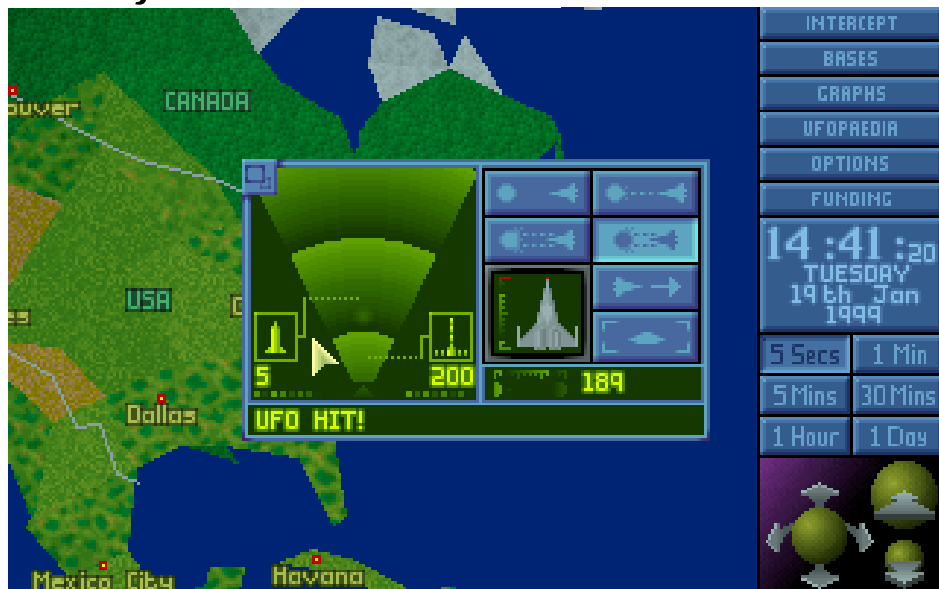 CANADA
ouver
USA
Dallas
Mexico City
Havana
5
200
189
UFO HIT!
INTERCEPT
BASES
GRAPHS
UFOPAEDIA
OPTIONS
FUNDING
14:41:20
TUESDAY
19th Jan
1999
5 Secs
1 Min
5 Mins
30 Mins
1 Hour
1 Day